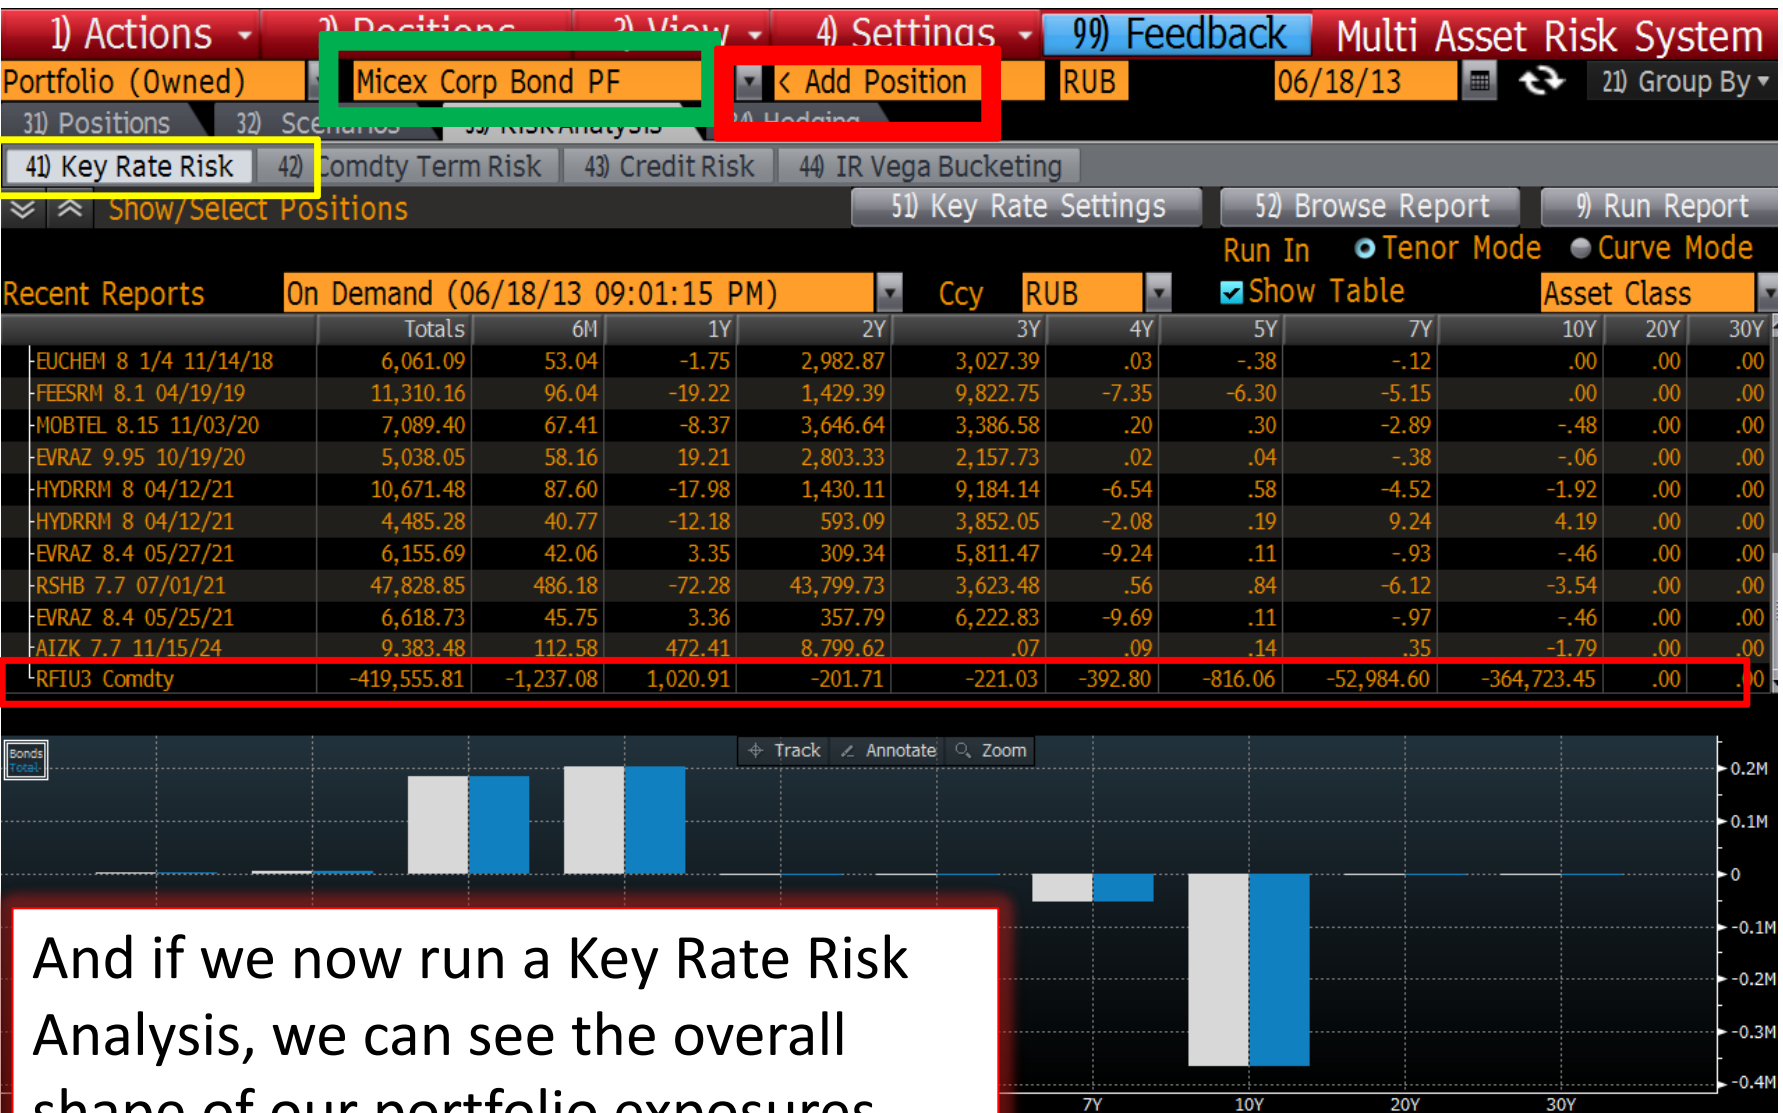 1) Actions 2) Positions 3) View 4) Settings 99) Feedback Multi Asset Risk System
Portfolio (Owned) Micex Corp Bond PF < Add Position RUB 06/18/13 21) Group By
31) Positions 32) Scenarios 33) Risk Analysis 34) Hedging
41) Key Rate Risk 42) Comdty Term Risk 43) Credit Risk 44) IR Vega Bucketing
Show/Select Positions 51) Key Rate Settings 52) Browse Report 9) Run Report
Run In Tenor Mode Curve Mode
Recent Reports On Demand (06/18/13 09:01:15 PM) Ccy RUB Show Table Asset Class
Totals 6M 1Y 2Y 3Y 4Y 5Y 7Y 10Y 20Y 30Y
EUCHEM 8 1/4 11/14/18 6,061.09 53.04 -1.75 2,982.87 3,027.39 .03 -.38 -.12 .00 .00 .00
FEESRM 8.1 04/19/19 11,310.16 96.04 -19.22 1,429.39 9,822.75 -7.35 -6.30 -5.15 .00 .00 .00
MOBTEL 8.15 11/03/20 7,089.40 67.41 -8.37 3,646.64 3,386.58 .20 .30 -2.89 -.48 .00 .00
EVRAZ 9.95 10/19/20 5,038.05 58.16 19.21 2,803.33 2,157.73 .02 .04 -.38 -.06 .00 .00
HYDRRM 8 04/12/21 10,671.48 87.60 -17.98 1,430.11 9,184.14 -6.54 .58 -4.52 -1.92 .00 .00
HYDRRM 8 04/12/21 4,485.28 40.77 -12.18 593.09 3,852.05 -2.08 .19 9.24 4.19 .00 .00
EVRAZ 8.4 05/27/21 6,155.69 42.06 3.35 309.34 5,811.47 -9.24 .11 -.93 -.46 .00 .00
RSHB 7.7 07/01/21 47,828.85 486.18 -72.28 43,799.73 3,623.48 .56 .84 -6.12 -3.54 .00 .00
EVRAZ 8.4 05/25/21 6,618.73 45.75 3.36 357.79 6,222.83 -9.69 .11 -.97 -.46 .00 .00
AIZK 7.7 11/15/24 9,383.48 112.58 472.41 8,799.62 .07 .09 .14 .35 -1.79 .00 .00
RFIU3 Comdty -419,555.81 -1,237.08 1,020.91 -201.71 -221.03 -392.80 -816.06 -52,984.60 -364,723.45 .00 .00
Bonds
Total
Track Annotate Zoom
0.2M
0.1M
0
-0.1M
-0.2M
-0.3M
-0.4M
And if we now run a Key Rate Risk
Analysis, we can see the overall
shape of our portfolio exposures
7Y 10Y 20Y 30Y